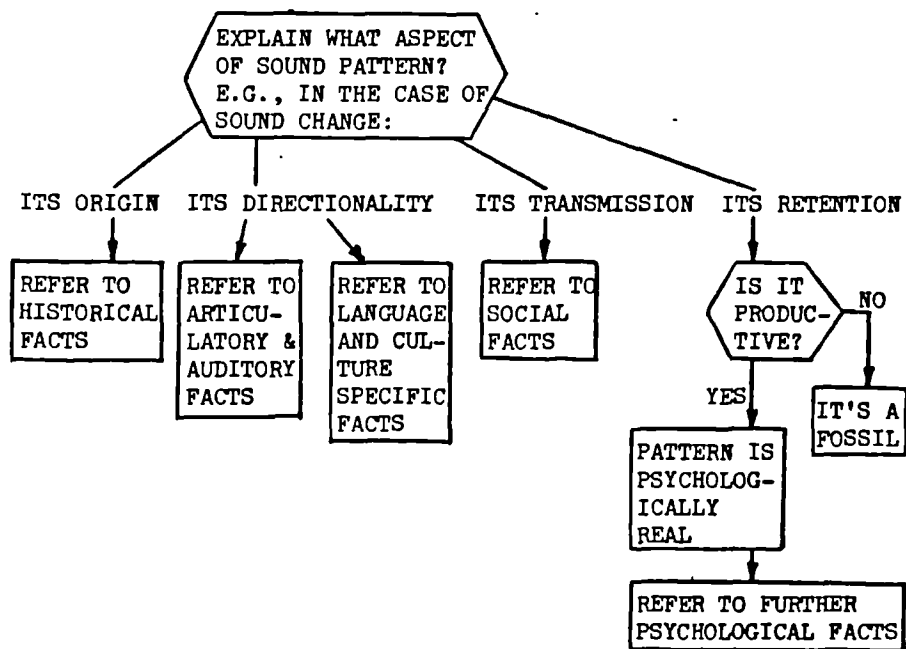 EXPLAIN WHAT ASPECT
OF SOUND PATTERN?
E.G., IN THE CASE OF
SOUND CHANGE:
ITS ORIGIN
ITS DIRECTIONALITY
ITS TRANSMISSION
ITS RETENTION
REFER TO
HISTORICAL
FACTS
REFER TO
ARTICU-
LATORY &
AUDITORY
FACTS
REFER TO
LANGUAGE
AND CUL-
TURE
SPECIFIC
FACTS
REFER TO
SOCIAL
FACTS
IS IT
PRODUC-
TIVE?
NO
YES
IT'S A
FOSSIL
PATTERN IS
PSYCHOLOG-
ICALLY
REAL
REFER TO FURTHER
PSYCHOLOGICAL FACTS